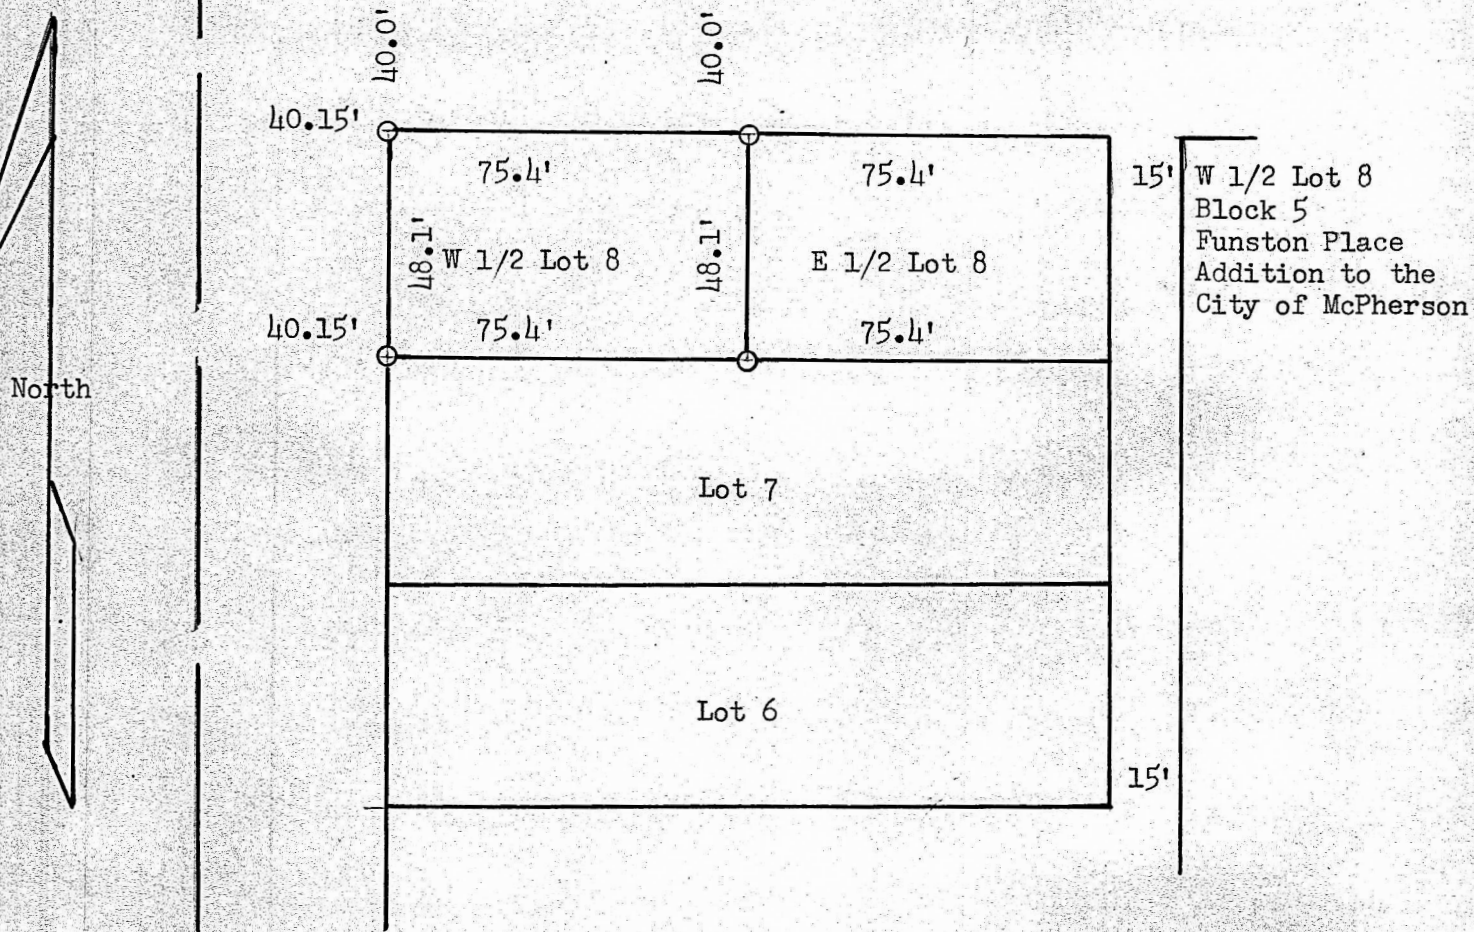 40.0'
40.0'
40.15'
75.4'
75.4'
15'
W 1/2 Lot 8
Block 5
Funston Place
Addition to the
City of McPherson
48.1'
W 1/2 Lot 8
48.1'
E 1/2 Lot 8
40.15'
75.4'
75.4'
North
Lot 7
Lot 6
15'